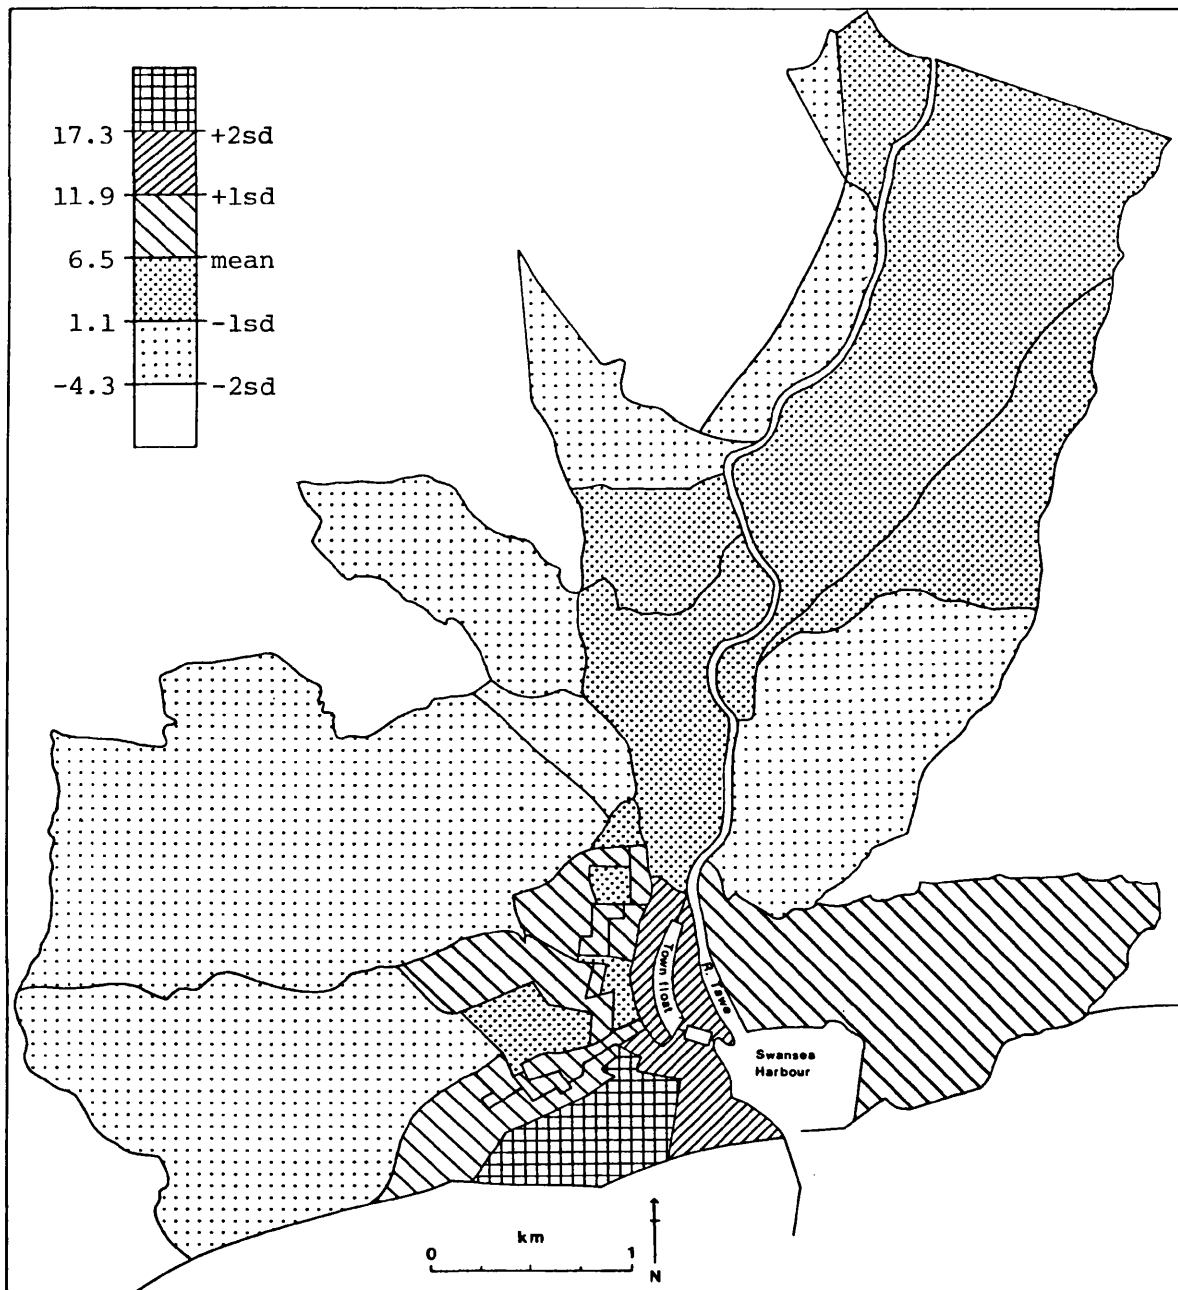 17.3 +2sd
11.9 +1sd
6.5 mean
1.1 -1sd
-4.3 -2sd
Town float
R. Tawe
Swansea
Harbour
km
0 1
N